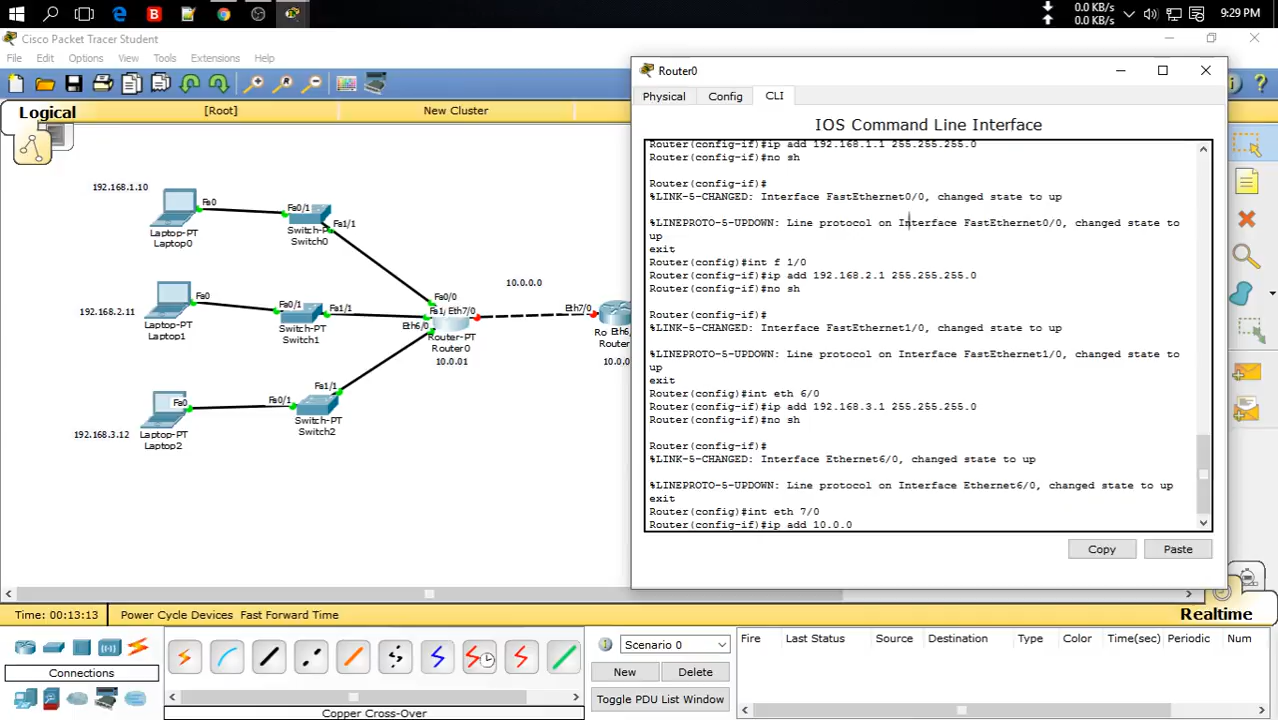 9:29 PM
0.0 KB/s
0.0 KB/s
Cisco Packet Tracer Student
File Edit Options View Tools Extensions Help
Logical
[Root]
New Cluster
192.168.1.10
Fa0
Laptop-PT
Laptop0
Fa0/1
Switch-P
Switch0
Fa1/1
192.168.2.11
Fa0
Laptop-PT
Laptop1
Fa0/1
Switch-PT
Switch1
Fa1/1
192.168.3.12
Fa0
Laptop-PT
Laptop2
Fa0/1
Switch-PT
Switch2
Fa1/1
Fa0/0
Fa1/ Eth7/0
Eth6/0
Router-PT
Router0
10.0.01
10.0.0.0
Eth7/0
Ro Eth6/
Router
10.0.0
Router0
Physical Config CLI
IOS Command Line Interface
Router(config-if)#ip add 192.168.1.1 255.255.255.0
Router(config-if)#no sh
Router(config-if)#
%LINK-5-CHANGED: Interface FastEthernet0/0, changed state to up
%LINEPROTO-5-UPDOWN: Line protocol on Interface FastEthernet0/0, changed state to
up
exit
Router(config)#int f 1/0
Router(config-if)#ip add 192.168.2.1 255.255.255.0
Router(config-if)#no sh
Router(config-if)#
%LINK-5-CHANGED: Interface FastEthernet1/0, changed state to up
%LINEPROTO-5-UPDOWN: Line protocol on Interface FastEthernet1/0, changed state to
up
exit
Router(config)#int eth 6/0
Router(config-if)#ip add 192.168.3.1 255.255.255.0
Router(config-if)#no sh
Router(config-if)#
%LINK-5-CHANGED: Interface Ethernet6/0, changed state to up
%LINEPROTO-5-UPDOWN: Line protocol on Interface Ethernet6/0, changed state to up
exit
Router(config)#int eth 7/0
Router(config-if)#ip add 10.0.0
Copy Paste
Time: 00:13:13 Power Cycle Devices Fast Forward Time
Realtime
Connections
Copper Cross-Over
Scenario 0
New Delete
Toggle PDU List Window
Fire Last Status Source Destination Type Color Time(sec) Periodic Num